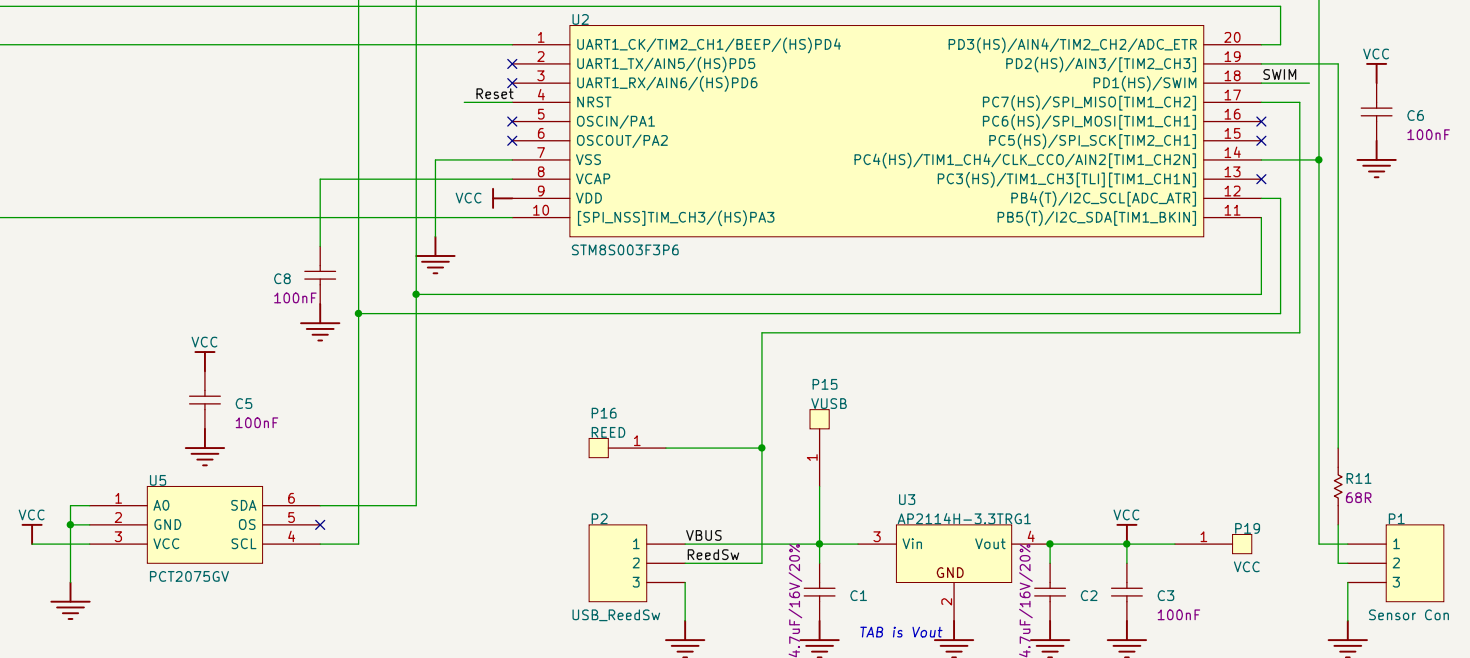 U2
1 UART1_CK/TIM2_CH1/BEEP/(HS)PD4
2 UART1_TX/AIN5/(HS)PD5
3 UART1_RX/AIN6/(HS)PD6
Reset 4 NRST
5 OSCIN/PA1
6 OSCOUT/PA2
7 VSS
8 VCAP
VCC 9 VDD
10 [SPI_NSS]TIM_CH3/(HS)PA3
PD3(HS)/AIN4/TIM2_CH2/ADC_ETR 20
PD2(HS)/AIN3/[TIM2_CH3] 19
PD1(HS)/SWIM 18 SWIM
PC7(HS)/SPI_MISO[TIM1_CH2] 17
PC6(HS)/SPI_MOSI[TIM1_CH1] 16
PC5(HS)/SPI_SCK[TIM2_CH1] 15
PC4(HS)/TIM1_CH4/CLK_CCO/AIN2[TIM1_CH2N] 14
PC3(HS)/TIM1_CH3[TLI][TIM1_CH1N] 13
PB4(T)/I2C_SCL[ADC_ATR] 12
PB5(T)/I2C_SDA[TIM1_BKIN] 11
STM8S003F3P6
VCC
C6
100nF
C8
100nF
VCC
C5
100nF
U5
1 A0
2 GND
3 VCC
SDA 6
OS 5
SCL 4
VCC
PCT2075GV
P16
REED
1
P15
VUSB
1
P2
1 VBUS
2 ReedSw
3
USB_ReedSw
U3
AP2114H-3.3TRG1
3 Vin
Vout 4
GND
2
TAB is Vout
C1
4.7uF/16V/20%
C2
4.7uF/16V/20%
VCC
C3
100nF
P19
1
VCC
R11
68R
P1
1
2
3
Sensor Con